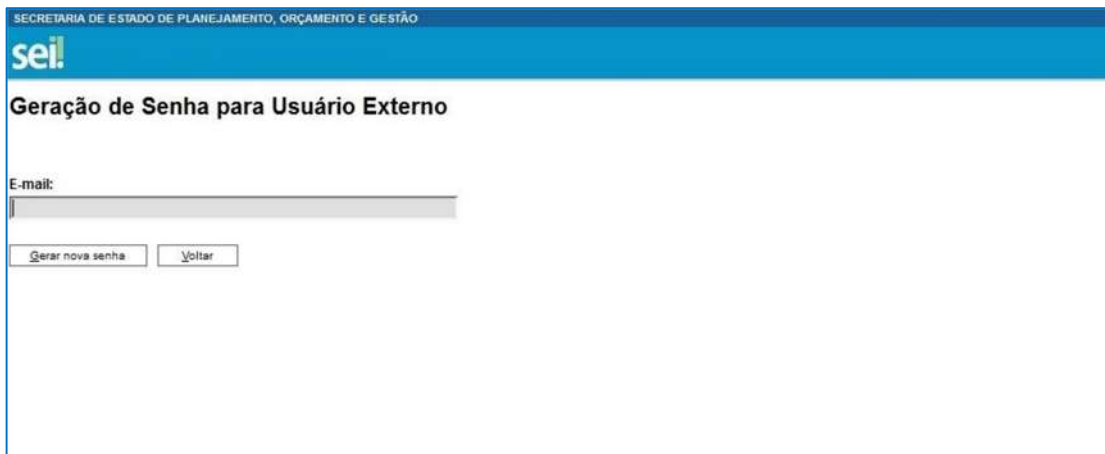 SECRETARIA DE ESTADO DE PLANEJAMENTO, ORÇAMENTO E GESTÃO
sei!
Geração de Senha para Usuário Externo
E-mail:
Gerar nova senha Voltar